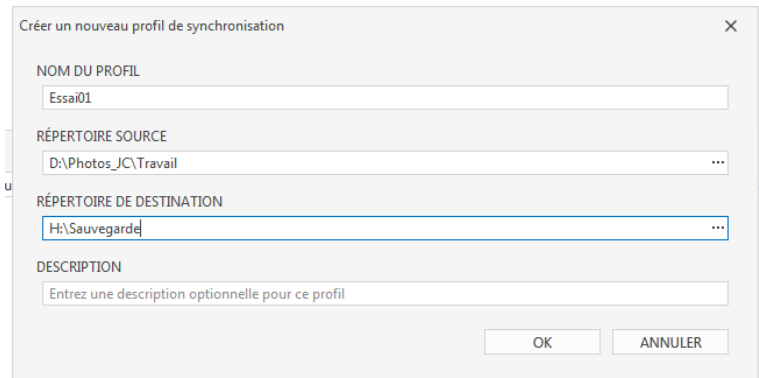 Créer un nouveau profil de synchronisation
NOM DU PROFIL
Essai01
RÉPERTOIRE SOURCE
D:\Photos_JC\Travail
...
RÉPERTOIRE DE DESTINATION
H:\Sauvegarde
...
DESCRIPTION
Entrez une description optionnelle pour ce profil
OK
ANNULER
u